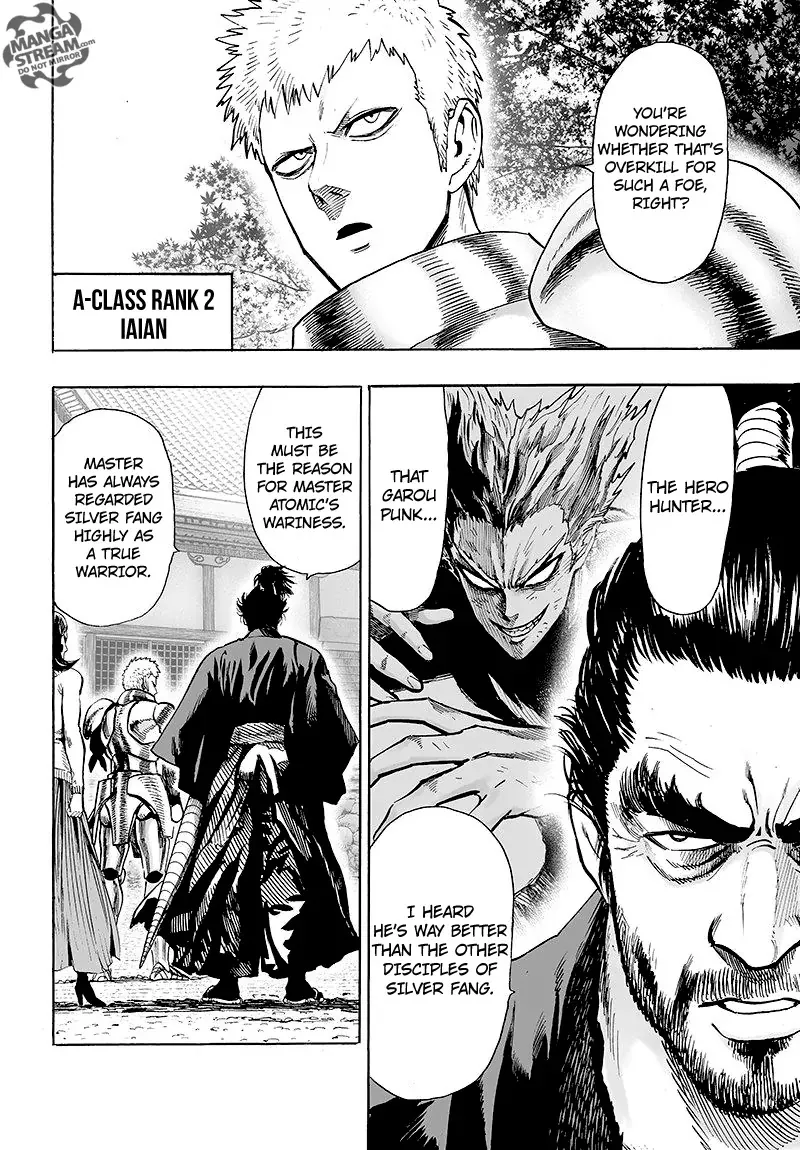 MANGA
STREAM.com
DO NOT MIRROR
YOU'RE
WONDERING
WHETHER THAT'S
OVERKILL FOR
SUCH A FOE,
RIGHT?
A-CLASS RANK 2
IAIAN
THE HERO
HUNTER...
THAT
GAROU
PUNK...
I HEARD
HE'S WAY BETTER
THAN THE OTHER
DISCIPLES OF
SILVER FANG.
THIS
MUST BE
THE REASON
FOR MASTER
ATOMIC'S
WARINESS.
MASTER
HAS ALWAYS
REGARDED
SILVER FANG
HIGHLY AS
A TRUE
WARRIOR.